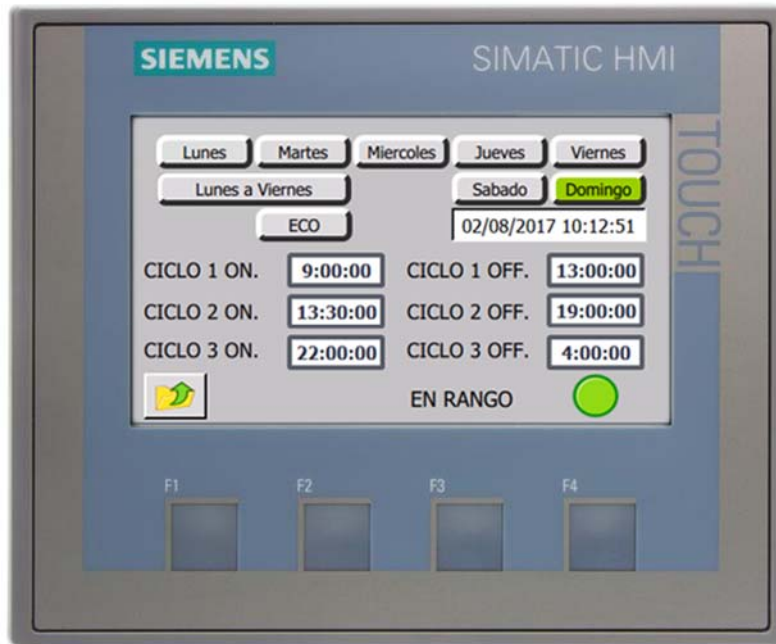 SIEMENS SIMATIC HMI
TOUCH
Lunes Martes Miercoles Jueves Viernes
Lunes a Viernes Sabado Domingo
ECO 02/08/2017 10:12:51
CICLO 1 ON. 9:00:00 CICLO 1 OFF. 13:00:00
CICLO 2 ON. 13:30:00 CICLO 2 OFF. 19:00:00
CICLO 3 ON. 22:00:00 CICLO 3 OFF. 4:00:00
EN RANGO
F1 F2 F3 F4